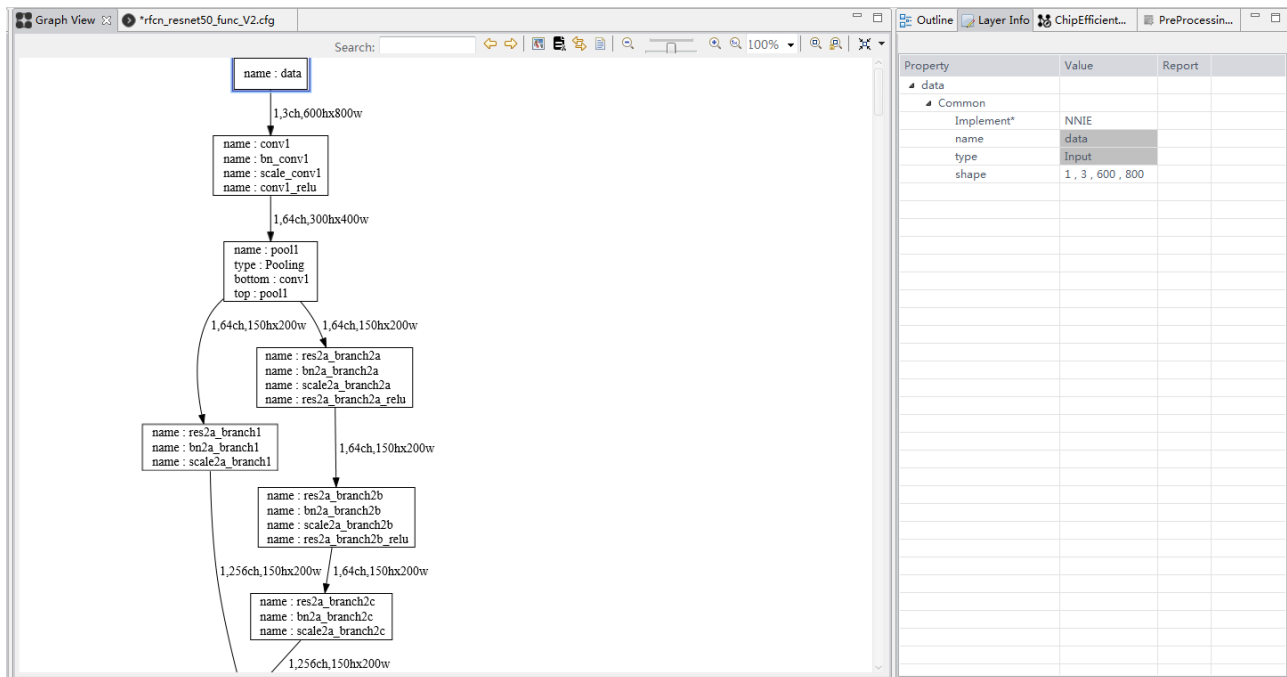 Graph View
*rfcn_resnet50_func_V2.cfg
Search:
100%
name : data
1,3ch,600hx800w
name : conv1
name : bn_conv1
name : scale_conv1
name : conv1_relu
1,64ch,300hx400w
name : pool1
type : Pooling
bottom : conv1
top : pool1
1,64ch,150hx200w
1,64ch,150hx200w
name : res2a_branch2a
name : bn2a_branch2a
name : scale2a_branch2a
name : res2a_branch2a_relu
name : res2a_branch1
name : bn2a_branch1
name : scale2a_branch1
1,64ch,150hx200w
name : res2a_branch2b
name : bn2a_branch2b
name : scale2a_branch2b
name : res2a_branch2b_relu
1,256ch,150hx200w
1,64ch,150hx200w
name : res2a_branch2c
name : bn2a_branch2c
name : scale2a_branch2c
1,256ch,150hx200w
Outline
Layer Info
ChipEfficient...
PreProcessin...
Property Value Report
data
Common
Implement* NNIE
name data
type Input
shape 1 , 3 , 600 , 800